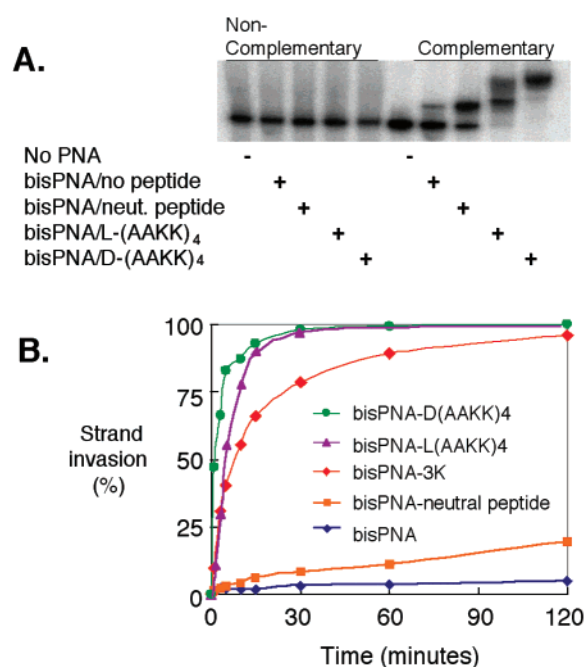 Non-
Complementary Complementary
A.
No PNA - -
bisPNA/no peptide + +
bisPNA/neut. peptide + +
bisPNA/L-(AAKK)₄ + +
bisPNA/D-(AAKK)₄ + +
B.
100
75
50
25
0
Strand
invasion
(%)
bisPNA-D(AAKK)4
bisPNA-L(AAKK)4
bisPNA-3K
bisPNA-neutral peptide
bisPNA
0 30 60 90 120
Time (minutes)